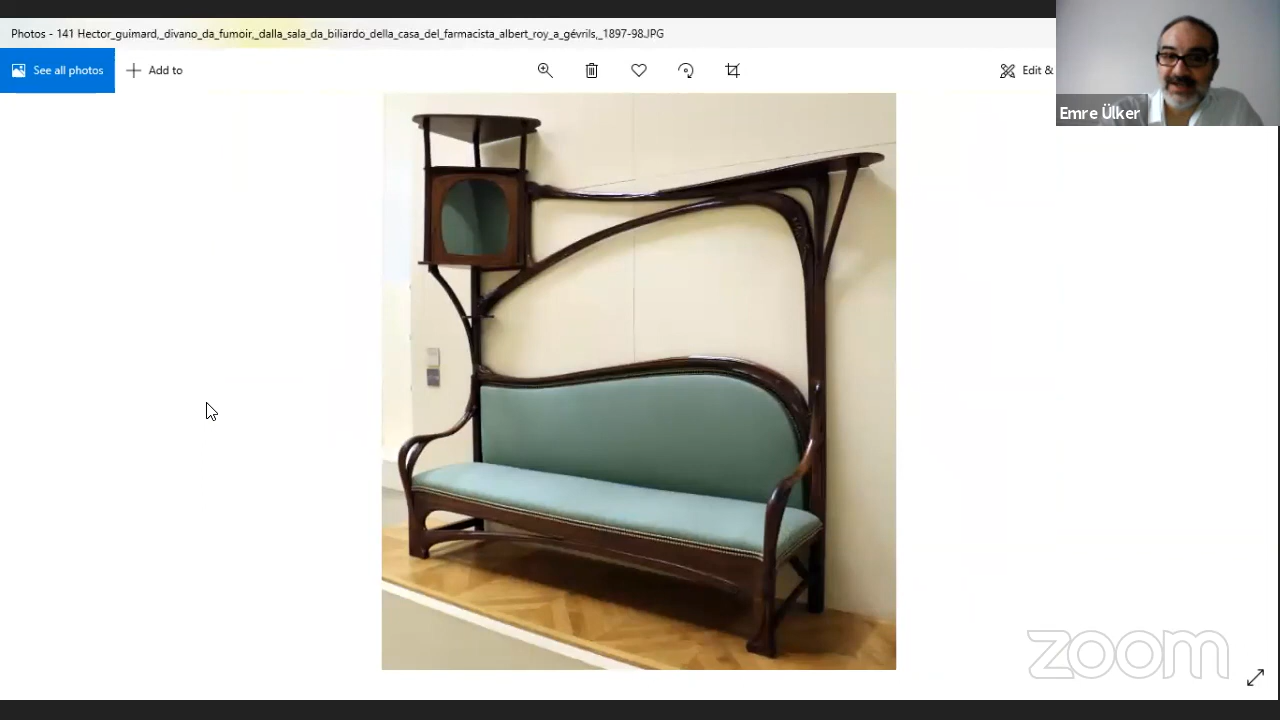 Photos - 141 Hector_guimard,_divano_da_fumoir,_dalla_sala_da_biliardo_della_casa_del_farmacista_albert_roy_a_gévrils,_1897-98.JPG
See all photos
Add to
Edit &
Emre Ülker
zoom